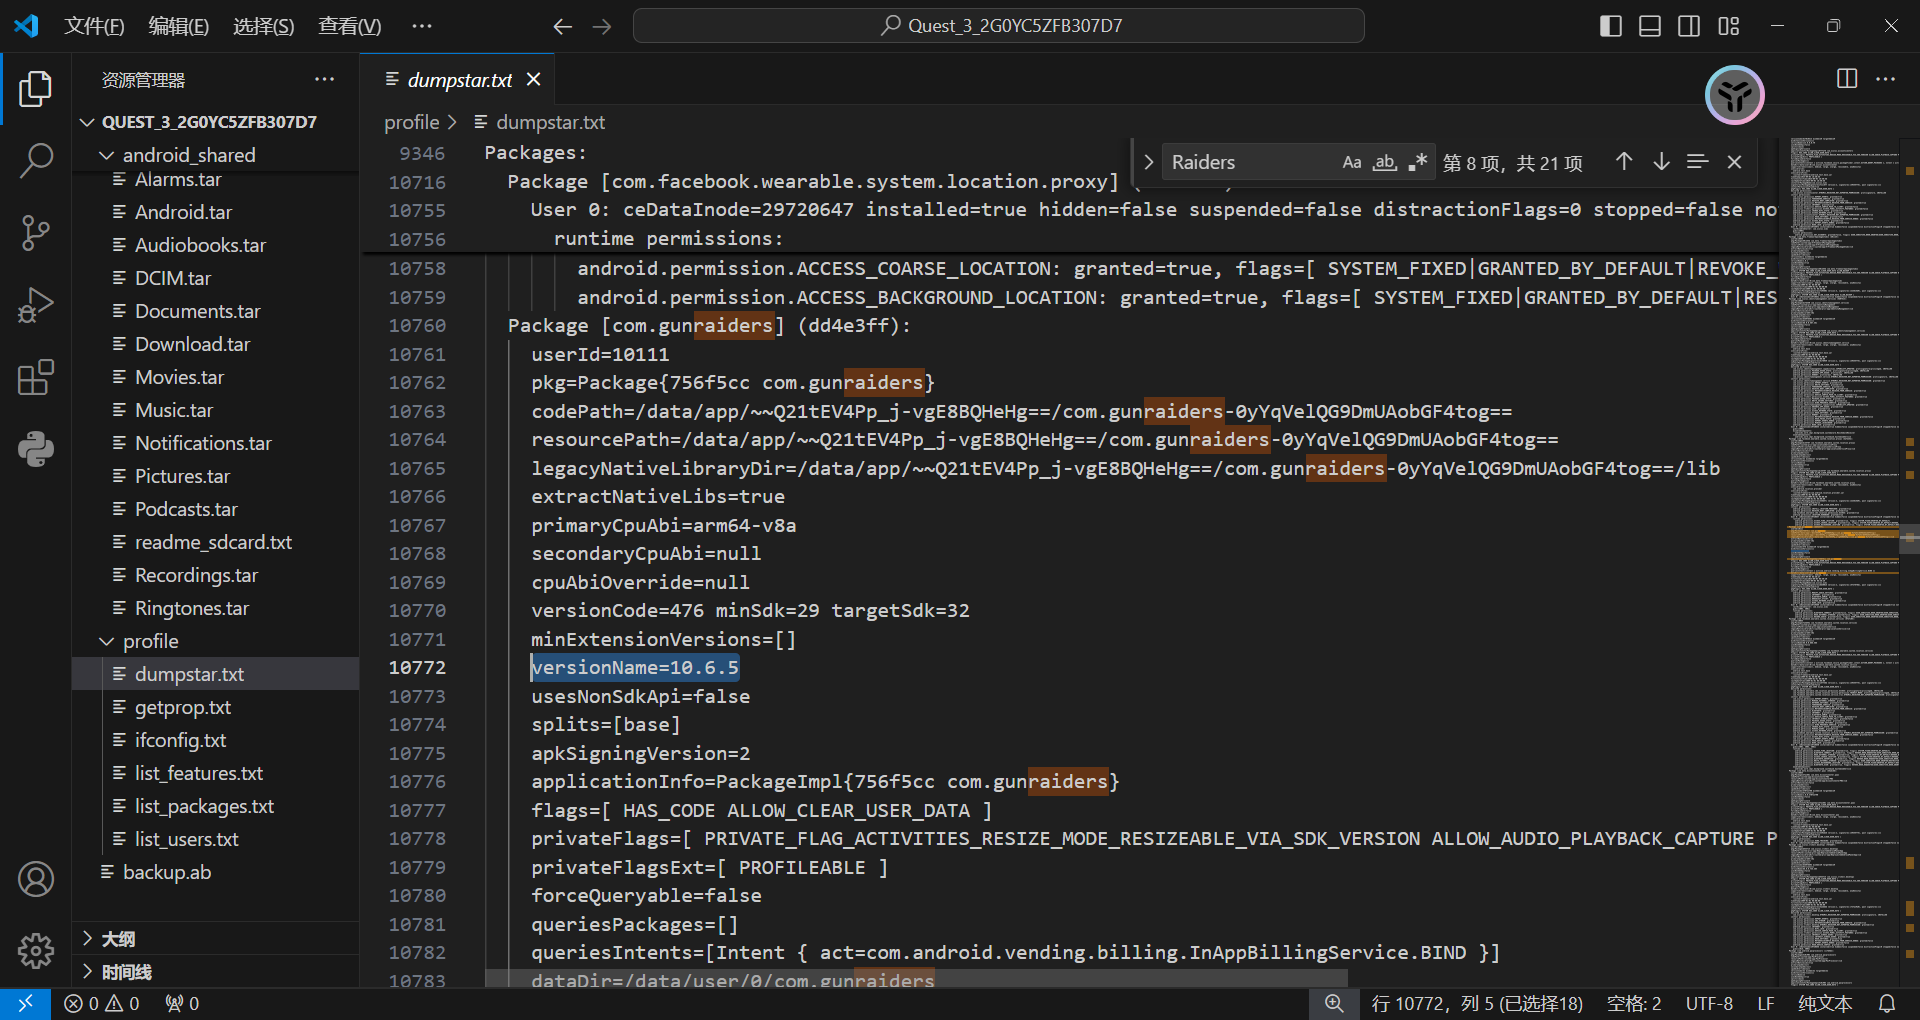 文件(F) 编辑(E) 选择(S) 查看(V) ··· Quest_3_2G0YC5ZFB307D7
资源管理器 ···
QUEST_3_2G0YC5ZFB307D7
android_shared
Alarms.tar
Android.tar
Audiobooks.tar
DCIM.tar
Documents.tar
Download.tar
Movies.tar
Music.tar
Notifications.tar
Pictures.tar
Podcasts.tar
readme_sdcard.txt
Recordings.tar
Ringtones.tar
profile
dumpstar.txt
getprop.txt
ifconfig.txt
list_features.txt
list_packages.txt
list_users.txt
backup.ab
大纲
时间线
dumpstar.txt
profile > dumpstar.txt
Raiders Aa ab 第 8 项，共 21 项
9346 Packages:
10716 Package [com.facebook.wearable.system.location.proxy]
10755 User 0: ceDataInode=29720647 installed=true hidden=false suspended=false distractionFlags=0 stopped=false no
10756 runtime permissions:
10758 android.permission.ACCESS_COARSE_LOCATION: granted=true, flags=[ SYSTEM_FIXED|GRANTED_BY_DEFAULT|REVOKE_
10759 android.permission.ACCESS_BACKGROUND_LOCATION: granted=true, flags=[ SYSTEM_FIXED|GRANTED_BY_DEFAULT|RES
10760 Package [com.gunraiders] (dd4e3ff):
10761 userId=10111
10762 pkg=Package{756f5cc com.gunraiders}
10763 codePath=/data/app/~~Q21tEV4Pp_j-vgE8BQHeHg==/com.gunraiders-0yYqVelQG9DmUAobGF4tog==
10764 resourcePath=/data/app/~~Q21tEV4Pp_j-vgE8BQHeHg==/com.gunraiders-0yYqVelQG9DmUAobGF4tog==
10765 legacyNativeLibraryDir=/data/app/~~Q21tEV4Pp_j-vgE8BQHeHg==/com.gunraiders-0yYqVelQG9DmUAobGF4tog==/lib
10766 extractNativeLibs=true
10767 primaryCpuAbi=arm64-v8a
10768 secondaryCpuAbi=null
10769 cpuAbiOverride=null
10770 versionCode=476 minSdk=29 targetSdk=32
10771 minExtensionVersions=[]
10772 versionName=10.6.5
10773 usesNonSdkApi=false
10774 splits=[base]
10775 apkSigningVersion=2
10776 applicationInfo=PackageImpl{756f5cc com.gunraiders}
10777 flags=[ HAS_CODE ALLOW_CLEAR_USER_DATA ]
10778 privateFlags=[ PRIVATE_FLAG_ACTIVITIES_RESIZE_MODE_RESIZEABLE_VIA_SDK_VERSION ALLOW_AUDIO_PLAYBACK_CAPTURE P
10779 privateFlagsExt=[ PROFILEABLE ]
10780 forceQueryable=false
10781 queriesPackages=[]
10782 queriesIntents=[Intent { act=com.android.vending.billing.InAppBillingService.BIND }]
10783 dataDir=/data/user/0/com.gunraiders
0 0 0 行 10772，列 5 (已选择18) 空格: 2 UTF-8 LF 纯文本